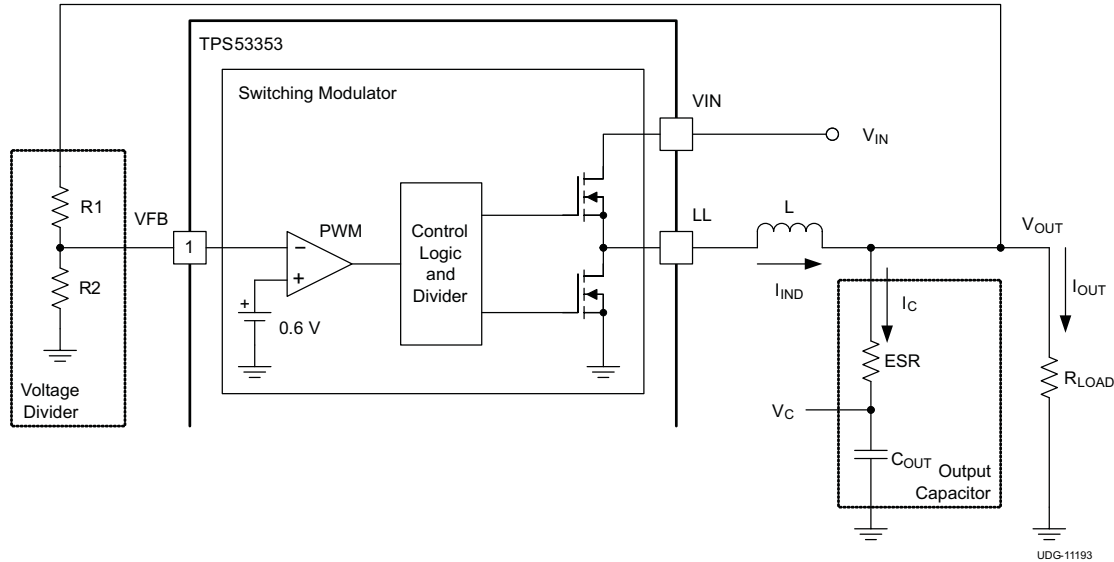 TPS53353
Switching Modulator
VIN
V_IN
R1
VFB
1
PWM
−
+
+
0.6 V
Control
Logic
and
Divider
LL
L
I_IND
V_OUT
I_OUT
R2
Voltage
Divider
I_C
ESR
V_C
C_OUT
Output
Capacitor
R_LOAD
UDG-11193